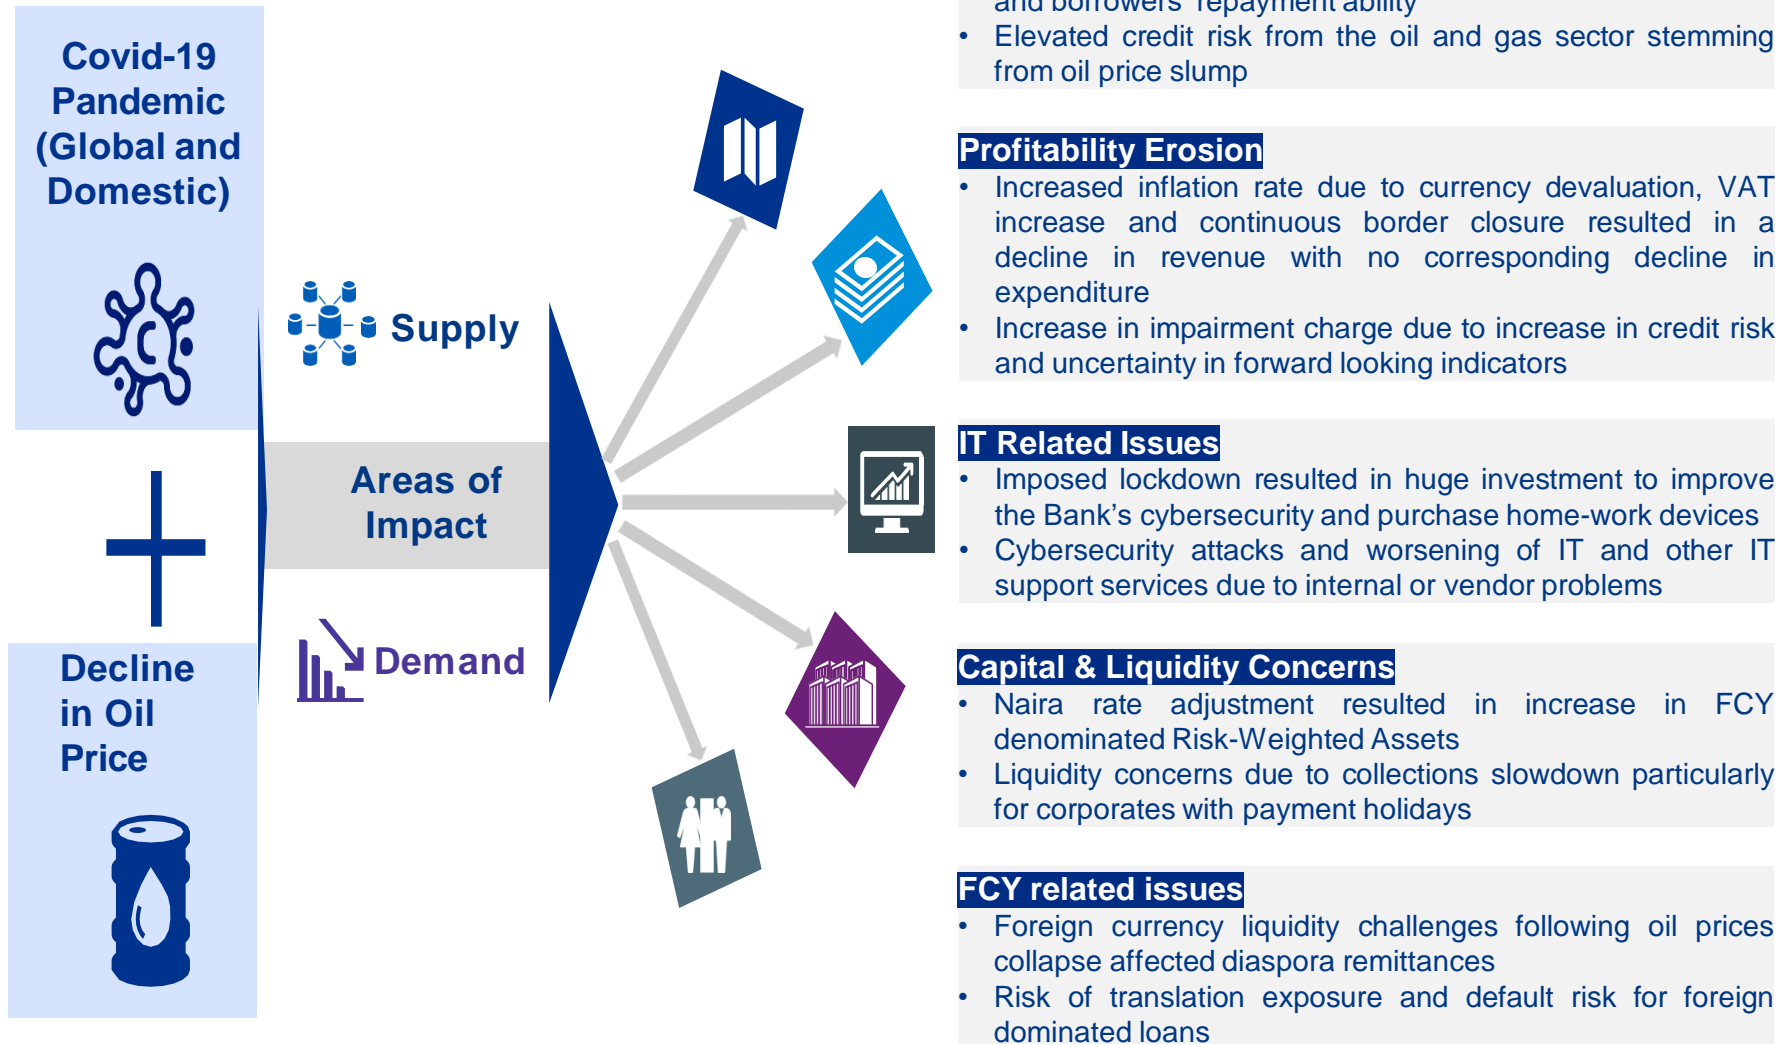 Covid-19
Pandemic
(Global and
Domestic)
Decline
in Oil
Price
Supply
Areas of
Impact
Demand
and borrowers' repayment ability
• Elevated credit risk from the oil and gas sector stemming
from oil price slump
Profitability Erosion
• Increased inflation rate due to currency devaluation, VAT
increase and continuous border closure resulted in a
decline in revenue with no corresponding decline in
expenditure
• Increase in impairment charge due to increase in credit risk
and uncertainty in forward looking indicators
IT Related Issues
• Imposed lockdown resulted in huge investment to improve
the Bank's cybersecurity and purchase home-work devices
• Cybersecurity attacks and worsening of IT and other IT
support services due to internal or vendor problems
Capital & Liquidity Concerns
• Naira rate adjustment resulted in increase in FCY
denominated Risk-Weighted Assets
• Liquidity concerns due to collections slowdown particularly
for corporates with payment holidays
FCY related issues
• Foreign currency liquidity challenges following oil prices
collapse affected diaspora remittances
• Risk of translation exposure and default risk for foreign
dominated loans